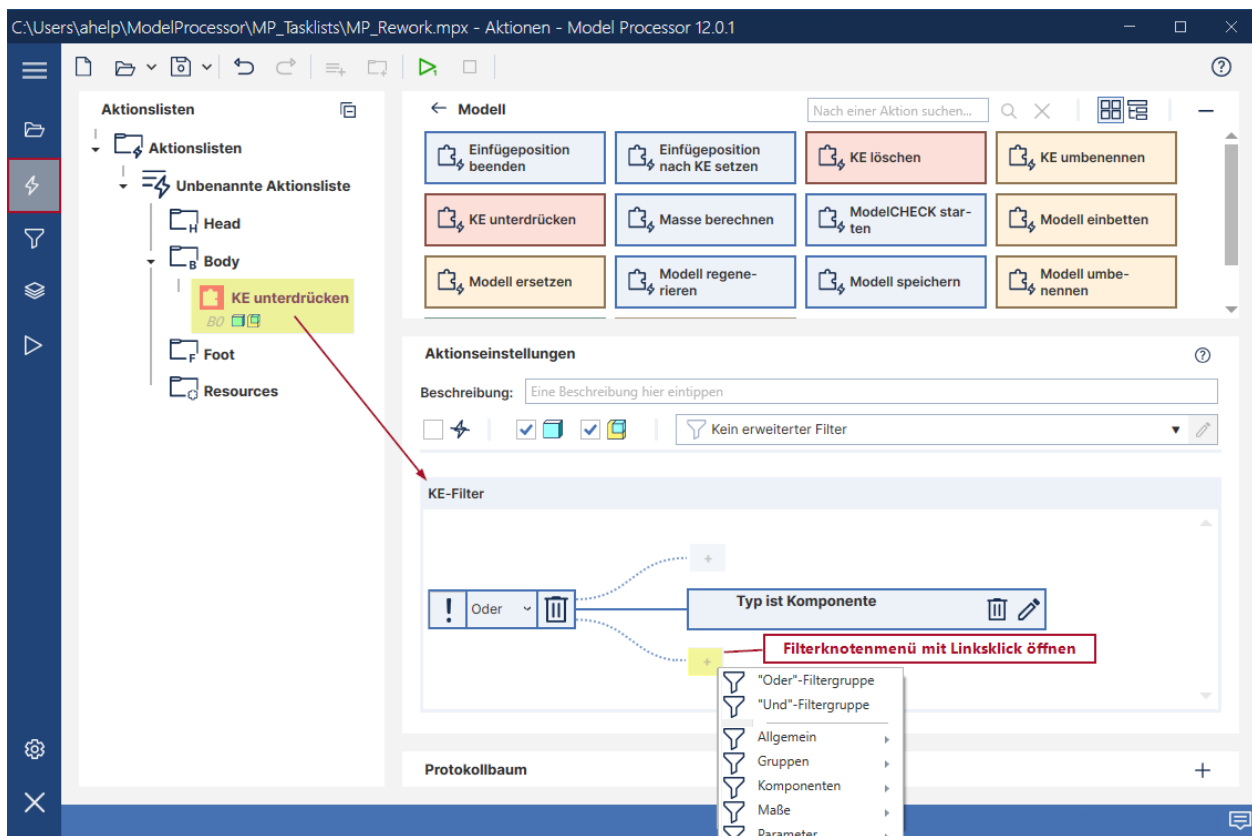 C:\Users\ahelp\ModelProcessor\MP_Tasklists\MP_Rework.mpx - Aktionen - Model Processor 12.0.1
Aktionslisten
Aktionslisten
Unbenannte Aktionsliste
H Head
B Body
KE unterdrücken
B0
F Foot
Resources
Modell
Nach einer Aktion suchen...
Einfügeposition
beenden
Einfügeposition
nach KE setzen
KE löschen
KE umbenennen
KE unterdrücken
Masse berechnen
ModelCHECK star-
ten
Modell einbetten
Modell ersetzen
Modell regene-
rieren
Modell speichern
Modell umbe-
nennen
Aktionseinstellungen
Beschreibung: Eine Beschreibung hier eintippen
Kein erweiterter Filter
KE-Filter
+
! Oder
Typ ist Komponente
+
Filterknotenmenü mit Linksklick öffnen
"Oder"-Filtergruppe
"Und"-Filtergruppe
Allgemein
Gruppen
Komponenten
Maße
Parameter
Protokollbaum